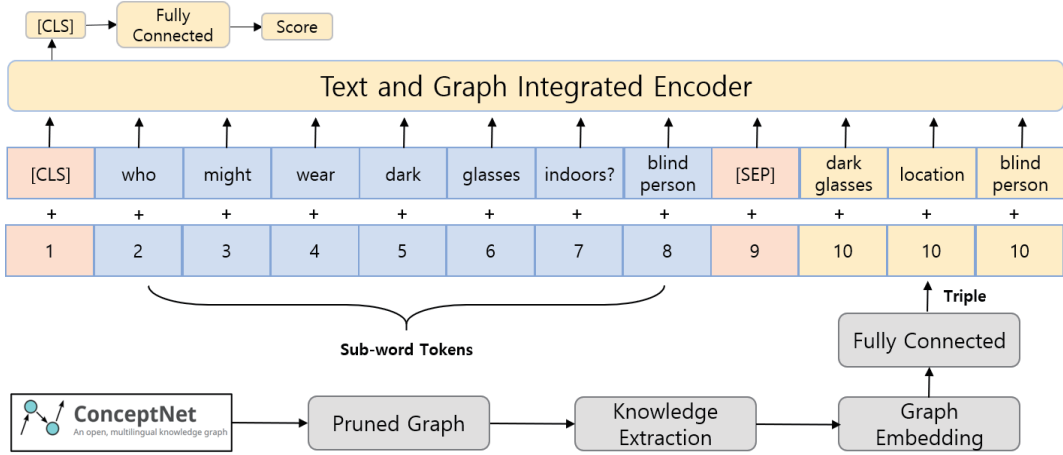 [CLS]
Fully
Connected
Score
Text and Graph Integrated Encoder
[CLS] who might wear dark glasses indoors? blind person [SEP] dark glasses location blind person
+ + + + + + + + + + + +
1 2 3 4 5 6 7 8 9 10 10 10
Sub-word Tokens
Triple
Fully Connected
ConceptNet
An open, multilingual knowledge graph
Pruned Graph
Knowledge
Extraction
Graph
Embedding